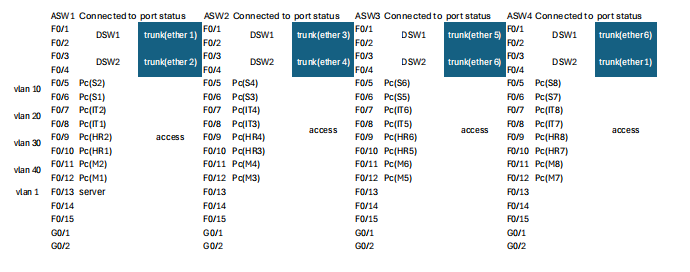 ASW1 Connected to port status ASW2 Connected to port status ASW3 Connected to port status ASW4 Connected to port status
F0/1 DSW1 trunk(ether 1) F0/1 DSW1 trunk(ether 3) F0/1 DSW1 trunk(ether 5) F0/1 DSW1 trunk(ether6)
F0/2 F0/2 F0/2 F0/2
F0/3 DSW2 trunk(ether 2) F0/3 DSW2 trunk(ether 4) F0/3 DSW2 trunk(ether 6) F0/3 DSW2 trunk(ether1)
F0/4 F0/4 F0/4 F0/4
vlan 10 F0/5 Pc(S2) F0/5 Pc(S4) F0/5 Pc(S6) F0/5 Pc(S8)
F0/6 Pc(S1) F0/6 Pc(S3) F0/6 Pc(S5) F0/6 Pc(S7)
vlan 20 F0/7 Pc(IT2) F0/7 Pc(IT4) F0/7 Pc(IT6) F0/7 Pc(IT8)
F0/8 Pc(IT1) F0/8 Pc(IT3) F0/8 Pc(IT5) F0/8 Pc(IT7)
vlan 30 F0/9 Pc(HR2) access F0/9 Pc(HR4) access F0/9 Pc(HR6) access F0/9 Pc(HR8) access
F0/10 Pc(HR1) F0/10 Pc(HR3) F0/10 Pc(HR5) F0/10 Pc(HR7)
vlan 40 F0/11 Pc(M2) F0/11 Pc(M4) F0/11 Pc(M6) F0/11 Pc(M8)
F0/12 Pc(M1) F0/12 Pc(M3) F0/12 Pc(M5) F0/12 Pc(M7)
vlan 1 F0/13 server F0/13 F0/13 F0/13
F0/14 F0/14 F0/14 F0/14
F0/15 F0/15 F0/15 F0/15
G0/1 G0/1 G0/1 G0/1
G0/2 G0/2 G0/2 G0/2